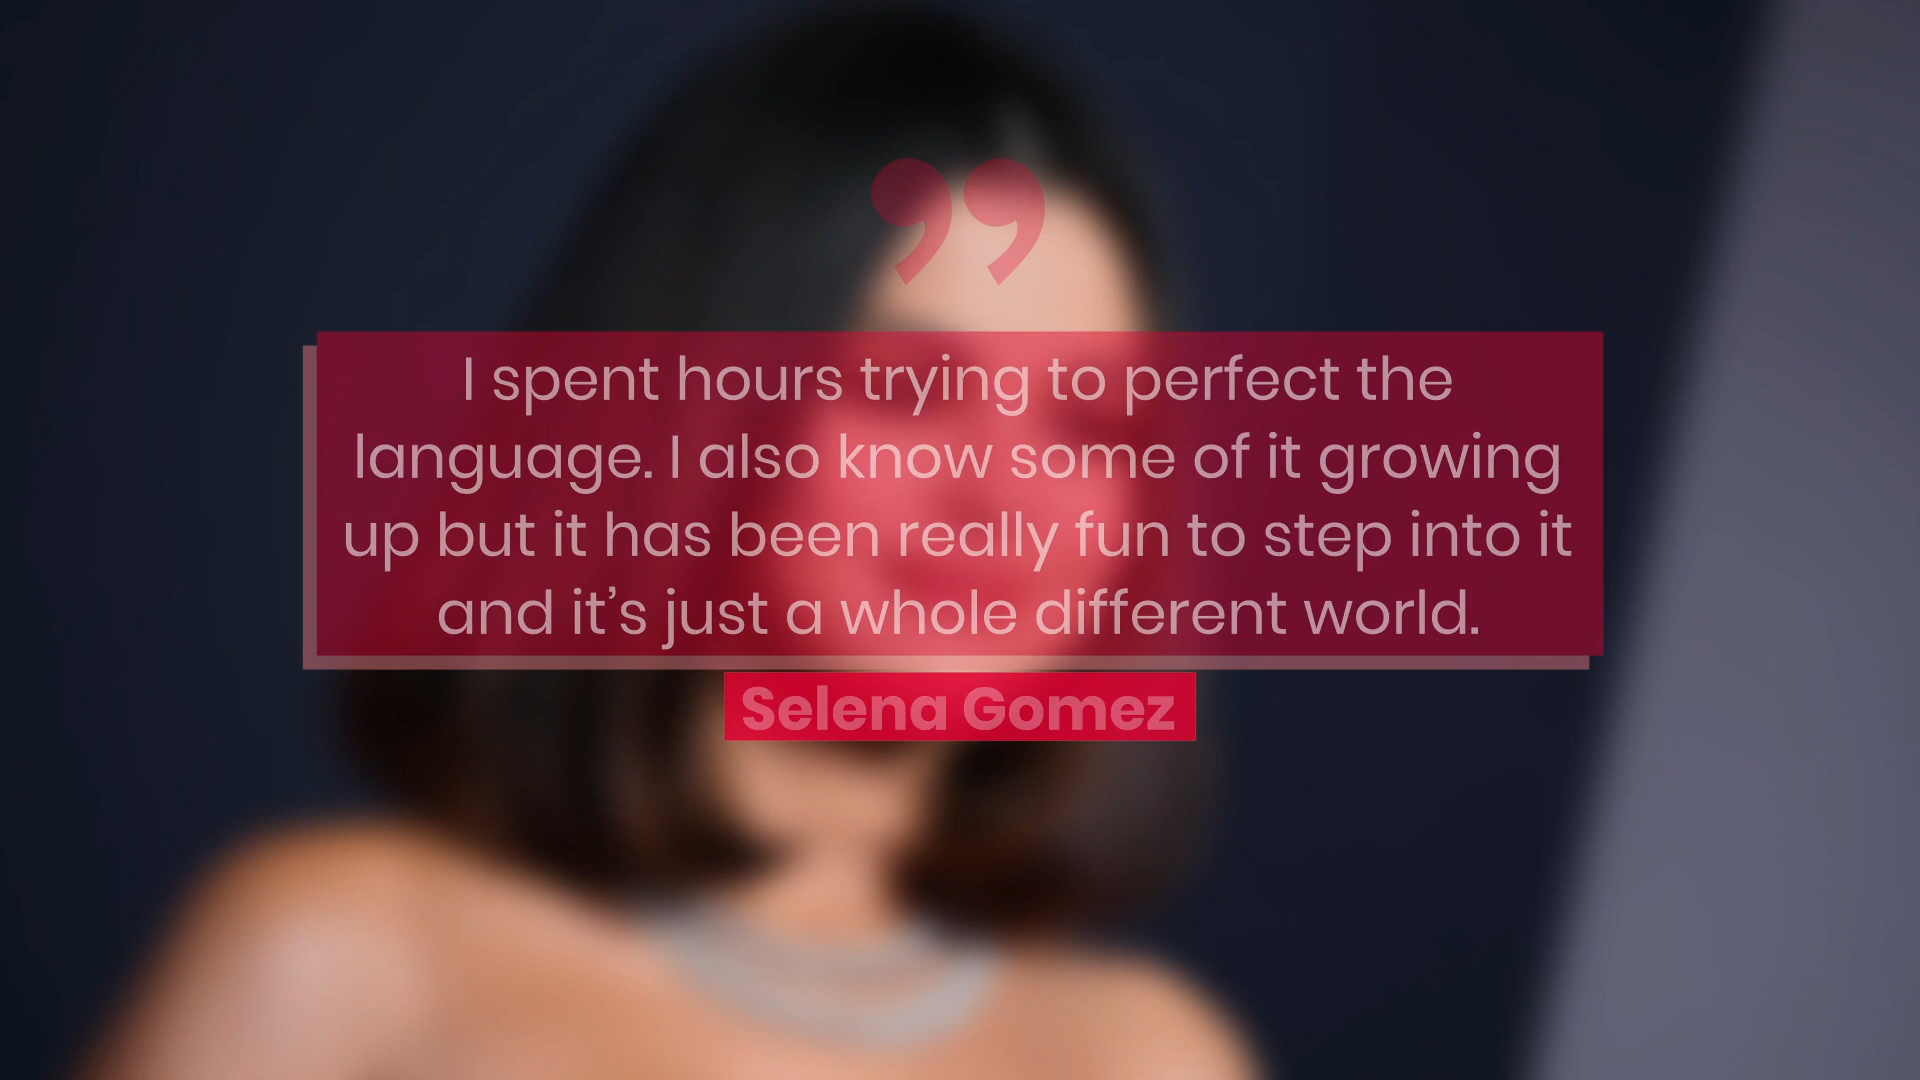 ”
I spent hours trying to perfect the
language. I also know some of it growing
up but it has been really fun to step into it
and it’s just a whole different world.
Selena Gomez